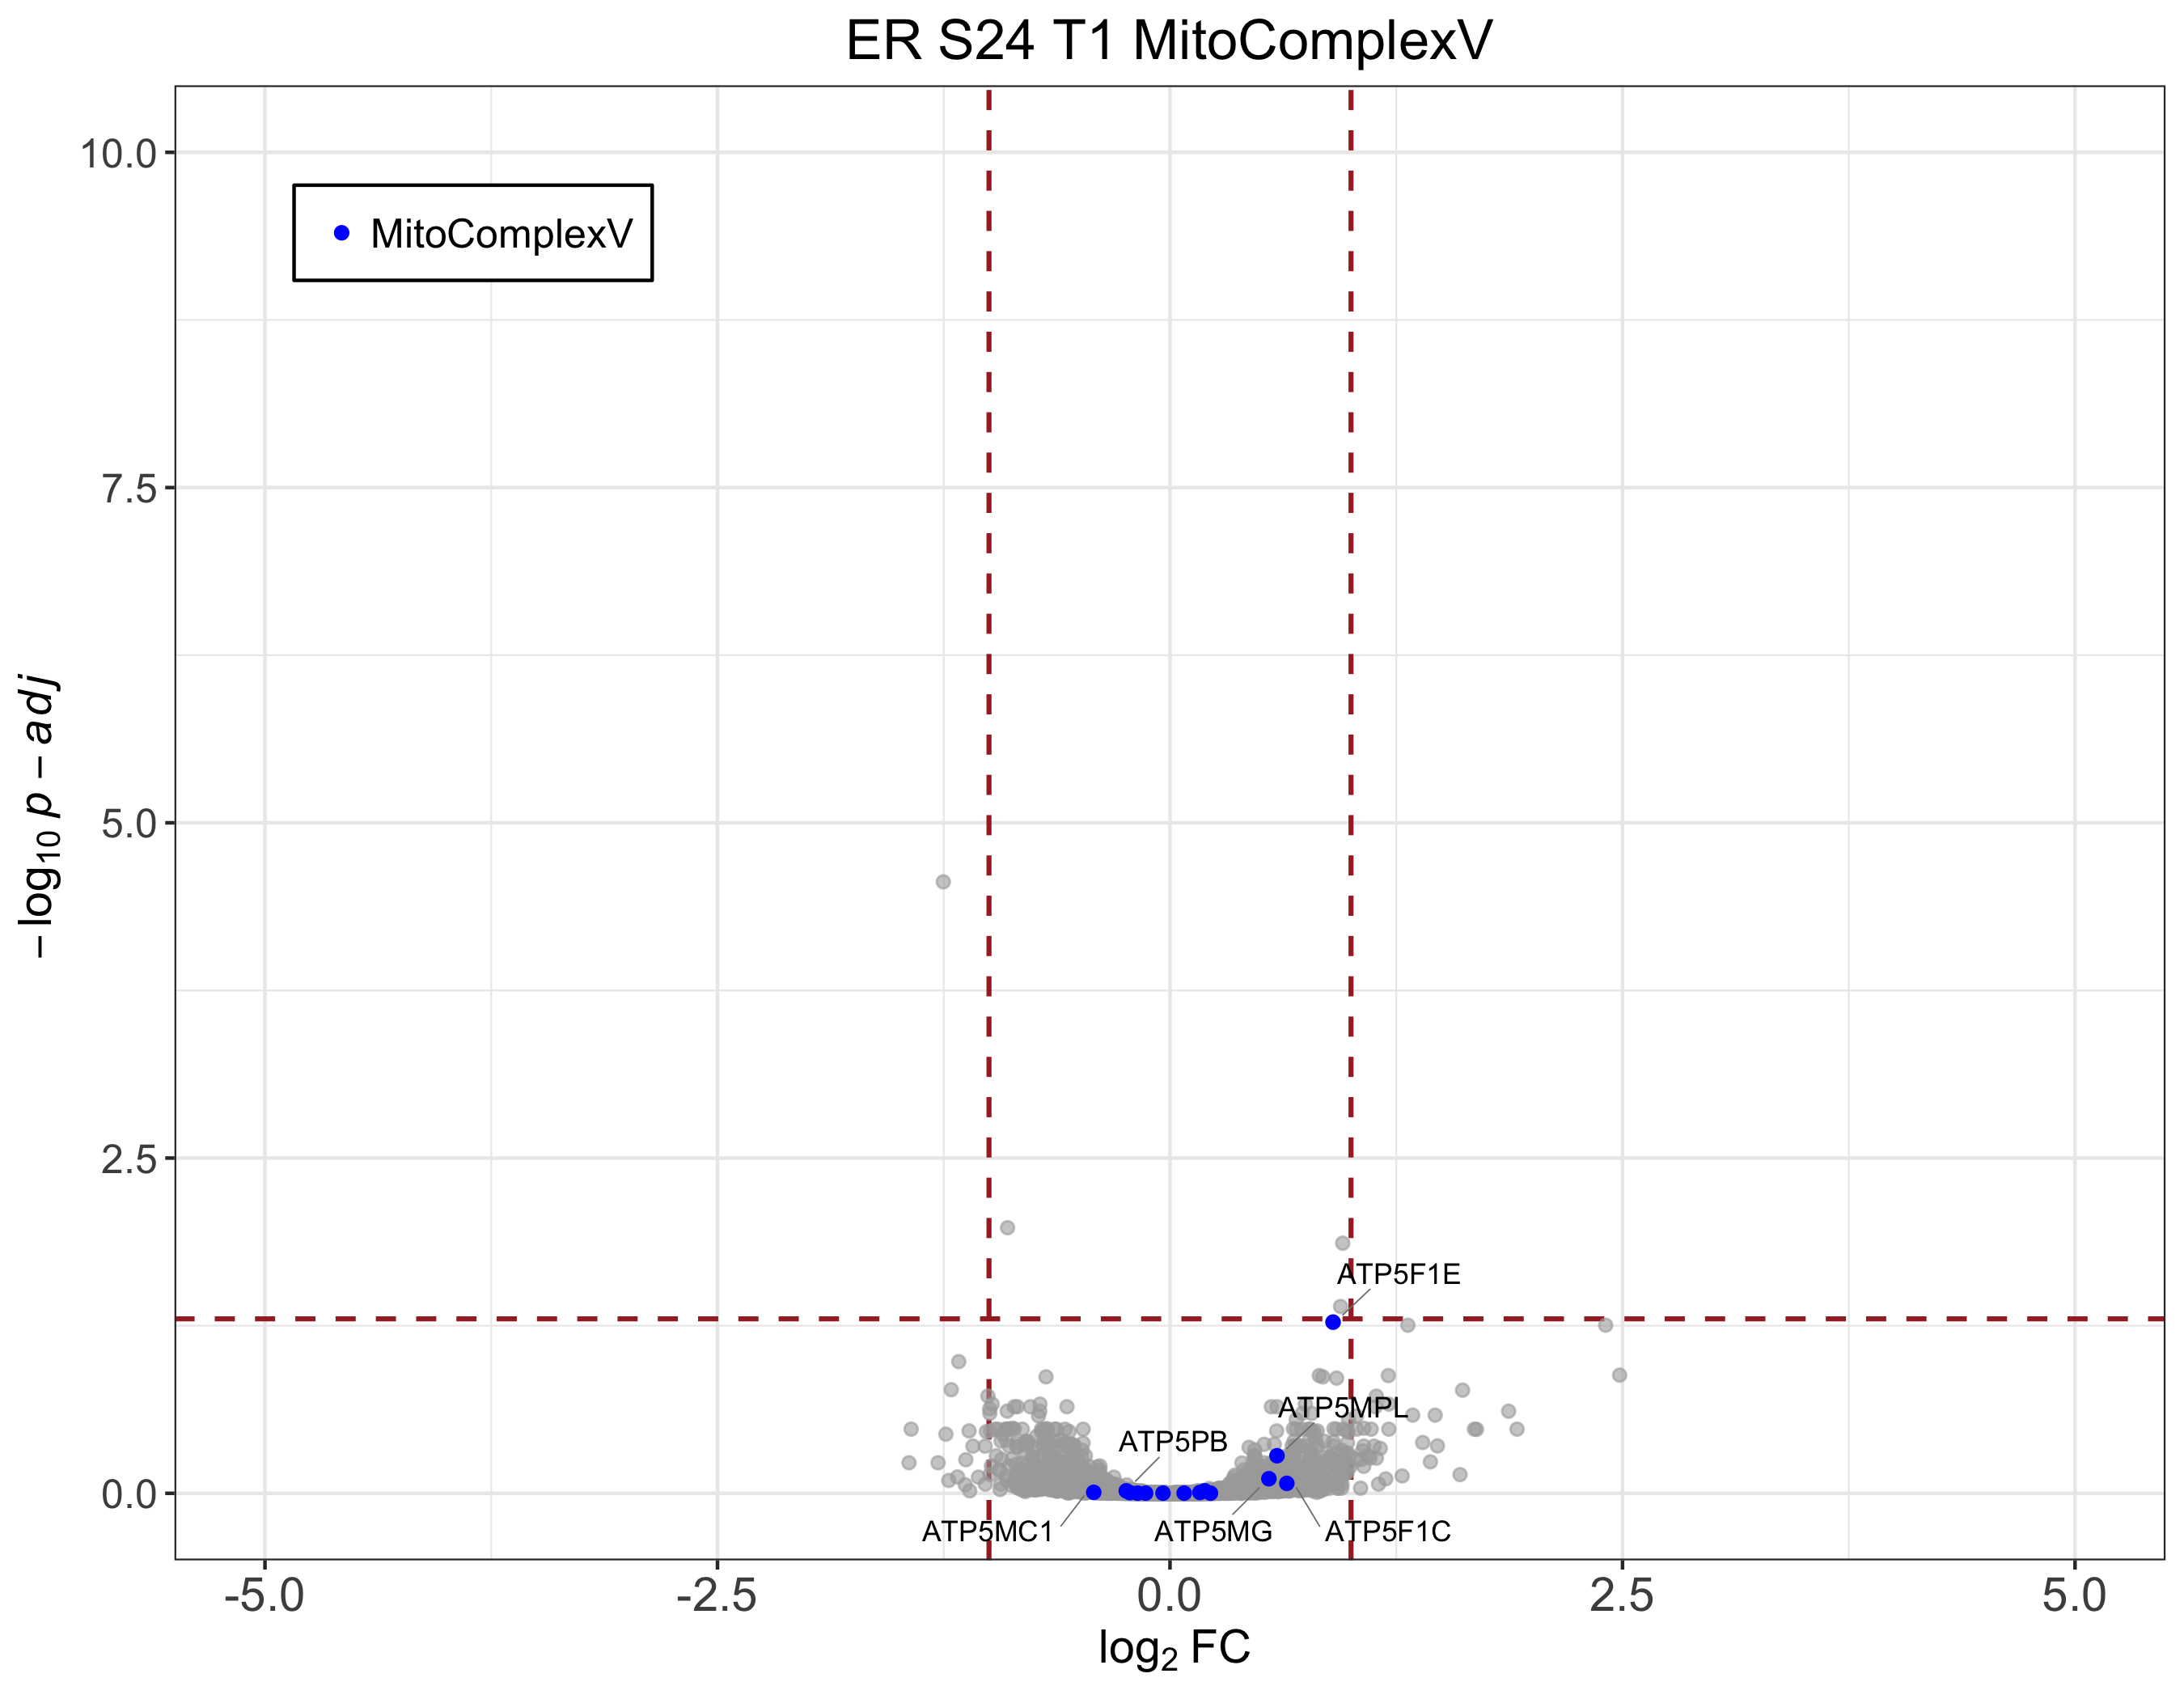 ER S24 T1 MitoComplexV
10.0
MitoComplexV
7.5
−log10 p − adj
5.0
2.5
ATP5F1E
ATP5MPL
ATP5PB
0.0
ATP5MC1
ATP5MG
ATP5F1C
-5.0
-2.5
0.0
2.5
5.0
log2 FC